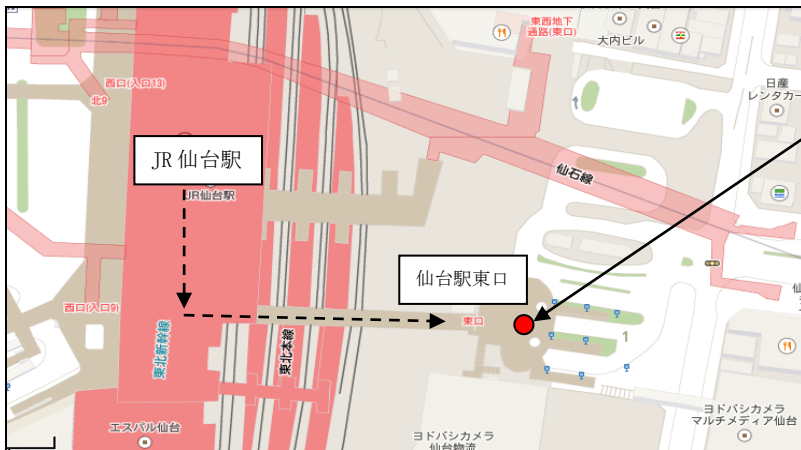 東西地下
通路(東口)
大内ビル
西口(入口13)
北9
日産
レンタカー
JR 仙台駅
JR仙台駅
仙石線
仙台駅東口
西口(入口9)
東口
東北新幹線
東北本線
1
エスパル仙台
ヨドバシカメラ
マルチメディア仙台
ヨドバシカメラ
仙台物流